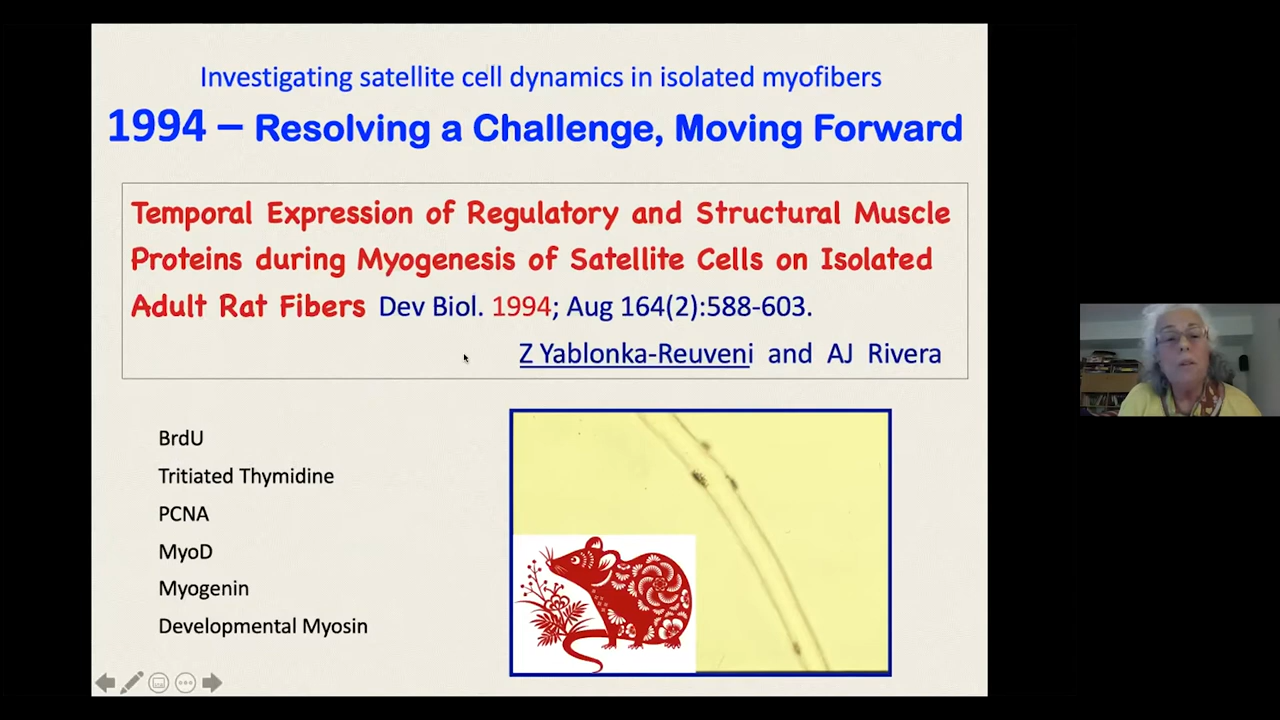 Investigating satellite cell dynamics in isolated myofibers
1994 – Resolving a Challenge, Moving Forward
Temporal Expression of Regulatory and Structural Muscle
Proteins during Myogenesis of Satellite Cells on Isolated
Adult Rat Fibers Dev Biol. 1994; Aug 164(2):588-603.
Z Yablonka-Reuveni and AJ Rivera
BrdU
Tritiated Thymidine
PCNA
MyoD
Myogenin
Developmental Myosin